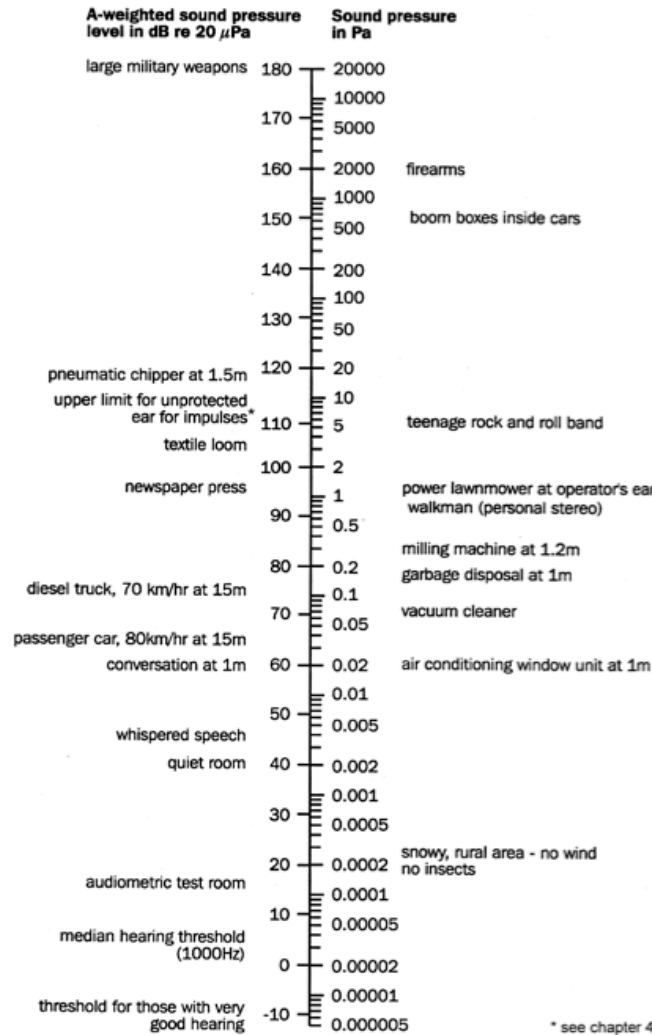 A-weighted sound pressure Sound pressure
level in dB re 20 μPa in Pa
large military weapons 180 20000
10000
170
5000
160 2000 firearms
1000
150 boom boxes inside cars
500
140 200
100
130
50
120 20
pneumatic chipper at 1.5m
10
upper limit for unprotected
ear for impulses* 110 5 teenage rock and roll band
textile loom
100 2
newspaper press
1 power lawnmower at operator's ear
90 walkman (personal stereo)
0.5
milling machine at 1.2m
80 0.2
garbage disposal at 1m
diesel truck, 70 km/hr at 15m 0.1
70 vacuum cleaner
0.05
passenger car, 80km/hr at 15m
conversation at 1m 60 0.02 air conditioning window unit at 1m
0.01
50
0.005
whispered speech
quiet room 40 0.002
0.001
30
0.0005
snowy, rural area - no wind
20 0.0002
no insects
audiometric test room
0.0001
10
0.00005
median hearing threshold
(1000Hz)
0 0.00002
0.00001
threshold for those with very
-10
good hearing 0.000005 * see chapter 4